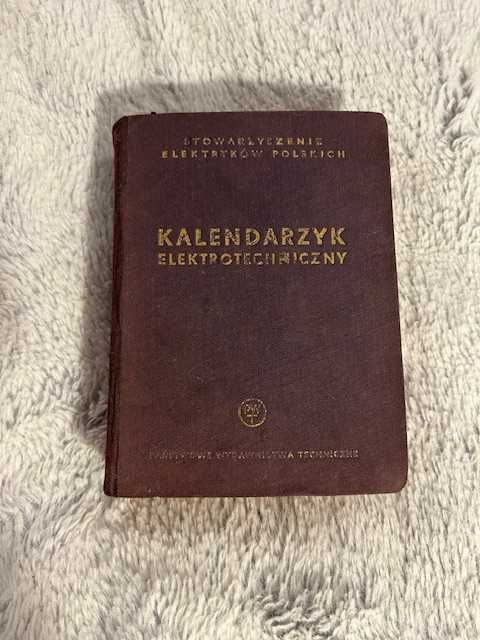 STOWARZYSZENIE
ELEKTRYKÓW POLSKICH
KALENDARZYK
ELEKTROTECHNICZNY
PWT
PAŃSTWOWE WYDAWNICTWA TECHNICZNE